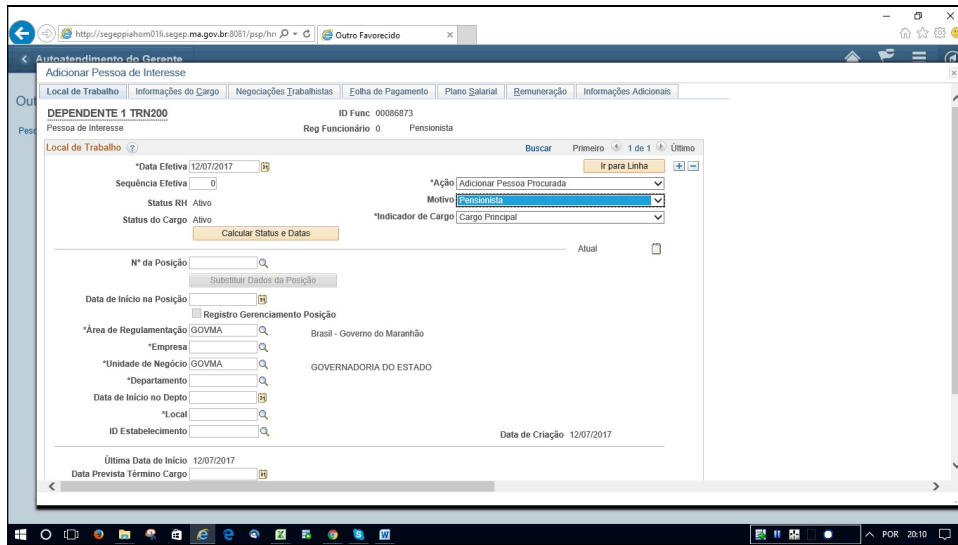 http://segeppiahom01li.segep.ma.gov.br:8081/psp/hri
Outro Favorecido
Autoatendimento do Gerente
Adicionar Pessoa de Interesse
Local de Trabalho Informações do Cargo Negociações Trabalhistas Folha de Pagamento Plano Salarial Remuneração Informações Adicionais
Out
DEPENDENTE 1 TRN200 ID Func 00086873
Pesc
Pessoa de Interesse Reg Funcionário 0 Pensionista
Local de Trabalho ? Buscar Primeiro 1 de 1 Último
*Data Efetiva 12/07/2017 Ir para Linha + -
Sequência Efetiva 0 *Ação Adicionar Pessoa Procurada
Status RH Ativo Motivo Pensionista
Status do Cargo Ativo *Indicador de Cargo Cargo Principal
Calcular Status e Datas
Atual
Nº da Posição
Substituir Dados da Posição
Data de Início na Posição
Registro Gerenciamento Posição
*Área de Regulamentação GOVMA Brasil - Governo do Maranhão
*Empresa
*Unidade de Negócio GOVMA GOVERNADORIA DO ESTADO
*Departamento
Data de Início no Depto
*Local
ID Estabelecimento Data de Criação 12/07/2017
Última Data de Início 12/07/2017
Data Prevista Término Cargo
POR 20:10